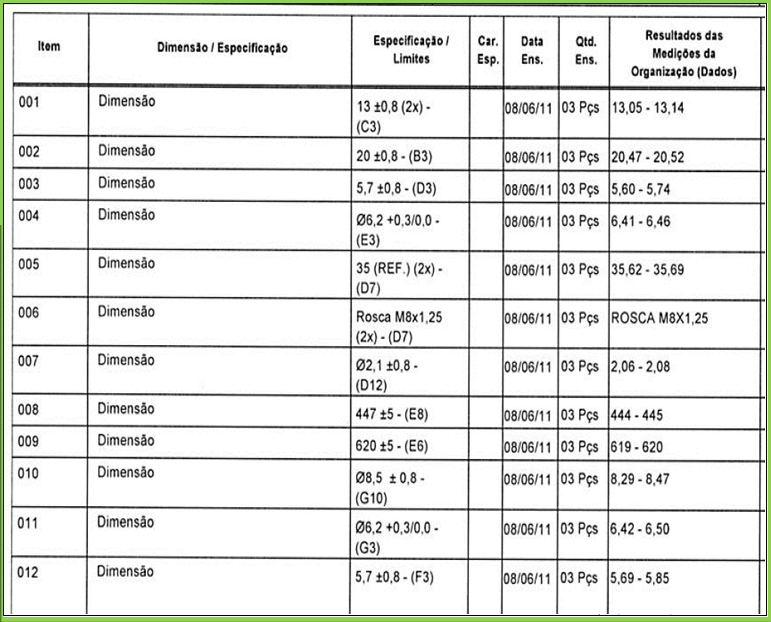 Item Dimensão / Especificação Especificação / Limites Car. Esp. Data Ens. Qtd. Ens. Resultados das Medições da Organização (Dados)
001 Dimensão 13 ±0,8 (2x) - (C3) 08/06/11 03 Pçs 13,05 - 13,14
002 Dimensão 20 ±0,8 - (B3) 08/06/11 03 Pçs 20,47 - 20,52
003 Dimensão 5,7 ±0,8 - (D3) 08/06/11 03 Pçs 5,60 - 5,74
004 Dimensão Ø6,2 +0,3/0,0 - (E3) 08/06/11 03 Pçs 6,41 - 6,46
005 Dimensão 35 (REF.) (2x) - (D7) 08/06/11 03 Pçs 35,62 - 35,69
006 Dimensão Rosca M8x1,25 (2x) - (D7) 08/06/11 03 Pçs ROSCA M8X1,25
007 Dimensão Ø2,1 ±0,8 - (D12) 08/06/11 03 Pçs 2,06 - 2,08
008 Dimensão 447 ±5 - (E8) 08/06/11 03 Pçs 444 - 445
009 Dimensão 620 ±5 - (E6) 08/06/11 03 Pçs 619 - 620
010 Dimensão Ø8,5 ± 0,8 - (G10) 08/06/11 03 Pçs 8,29 - 8,47
011 Dimensão Ø6,2 +0,3/0,0 - (G3) 08/06/11 03 Pçs 6,42 - 6,50
012 Dimensão 5,7 ±0,8 - (F3) 08/06/11 03 Pçs 5,69 - 5,85